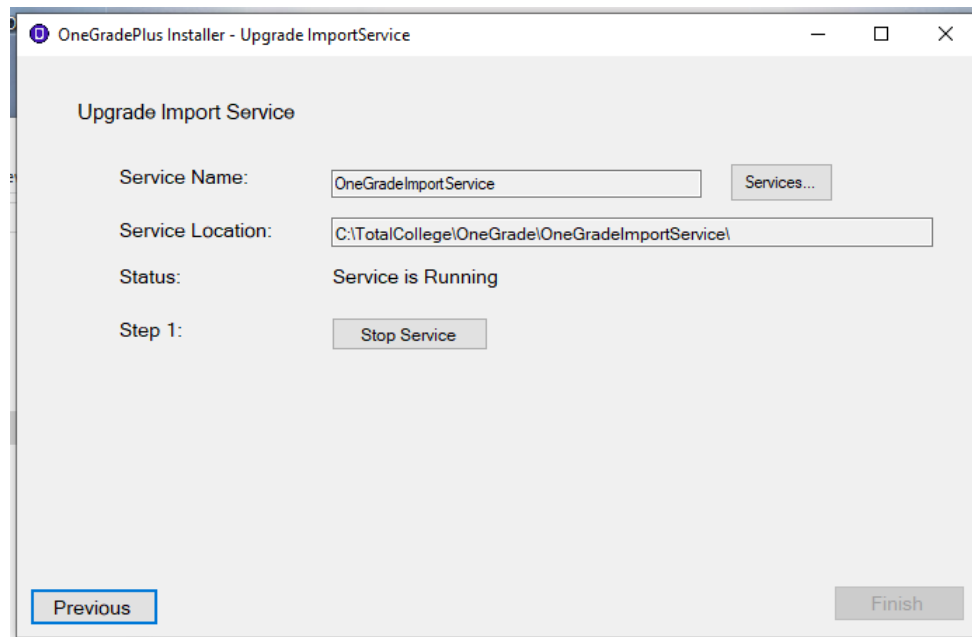 OneGradePlus Installer - Upgrade ImportService
Upgrade Import Service
Service Name: OneGradeImportService Services...
Service Location: C:\TotalCollege\OneGrade\OneGradeImportService\
Status: Service is Running
Step 1: Stop Service
Previous Finish